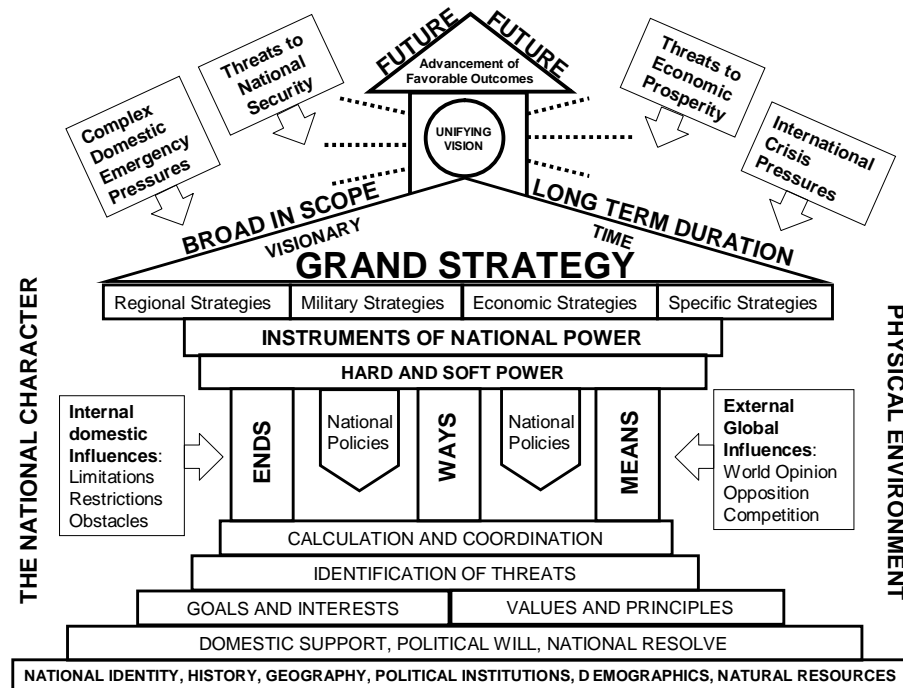 FUTURE
FUTURE
Advancement of
Favorable Outcomes
Threats to
National
Security
Threats to
Economic
Prosperity
Complex
Domestic
Emergency
Pressures
International
Crisis
Pressures
UNIFYING
VISION
BROAD IN SCOPE
LONG TERM DURATION
VISIONARY
TIME
GRAND STRATEGY
Regional Strategies
Military Strategies
Economic Strategies
Specific Strategies
INSTRUMENTS OF NATIONAL POWER
HARD AND SOFT POWER
THE NATIONAL CHARACTER
Internal
domestic
Influences:
Limitations
Restrictions
Obstacles
ENDS
National
Policies
WAYS
National
Policies
MEANS
External
Global
Influences:
World Opinion
Opposition
Competition
PHYSICAL ENVIRONMENT
CALCULATION AND COORDINATION
IDENTIFICATION OF THREATS
GOALS AND INTERESTS
VALUES AND PRINCIPLES
DOMESTIC SUPPORT, POLITICAL WILL, NATIONAL RESOLVE
NATIONAL IDENTITY, HISTORY, GEOGRAPHY, POLITICAL INSTITUTIONS, DEMOGRAPHICS, NATURAL RESOURCES